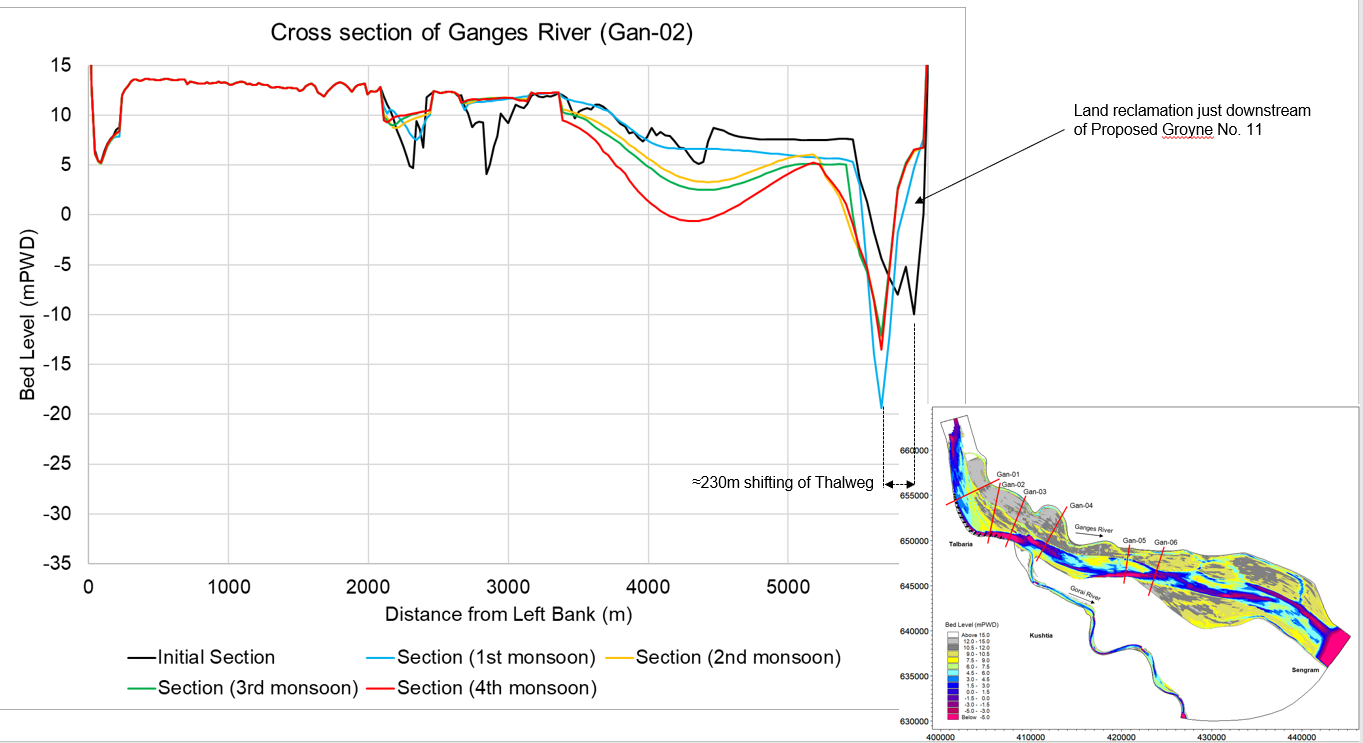 Cross section of Ganges River (Gan-02)
15
10
5
0
-5
-10
-15
-20
-25
-30
-35
Bed Level (mPWD)
0
1000
2000
3000
4000
5000
Distance from Left Bank (m)
≈230m shifting of Thalweg
Initial Section
Section (1st monsoon)
Section (2nd monsoon)
Section (3rd monsoon)
Section (4th monsoon)
Land reclamation just downstream
of Proposed Groyne No. 11
660000
655000
650000
645000
640000
635000
630000
400000
410000
420000
430000
440000
Gan-01
Gan-02
Gan-03
Gan-04
Gan-05
Gan-06
Ganges River
Talbaria
Gorai River
Kushtia
Sengram
Bed Level (mPWD)
Above 15.0
12.0 - 15.0
10.5 - 12.0
9.0 - 10.5
7.5 - 9.0
6.0 - 7.5
4.5 - 6.0
3.0 - 4.5
1.5 - 3.0
0.0 - 1.5
-1.5 - 0.0
-3.0 - -1.5
-5.0 - -3.0
Below -5.0